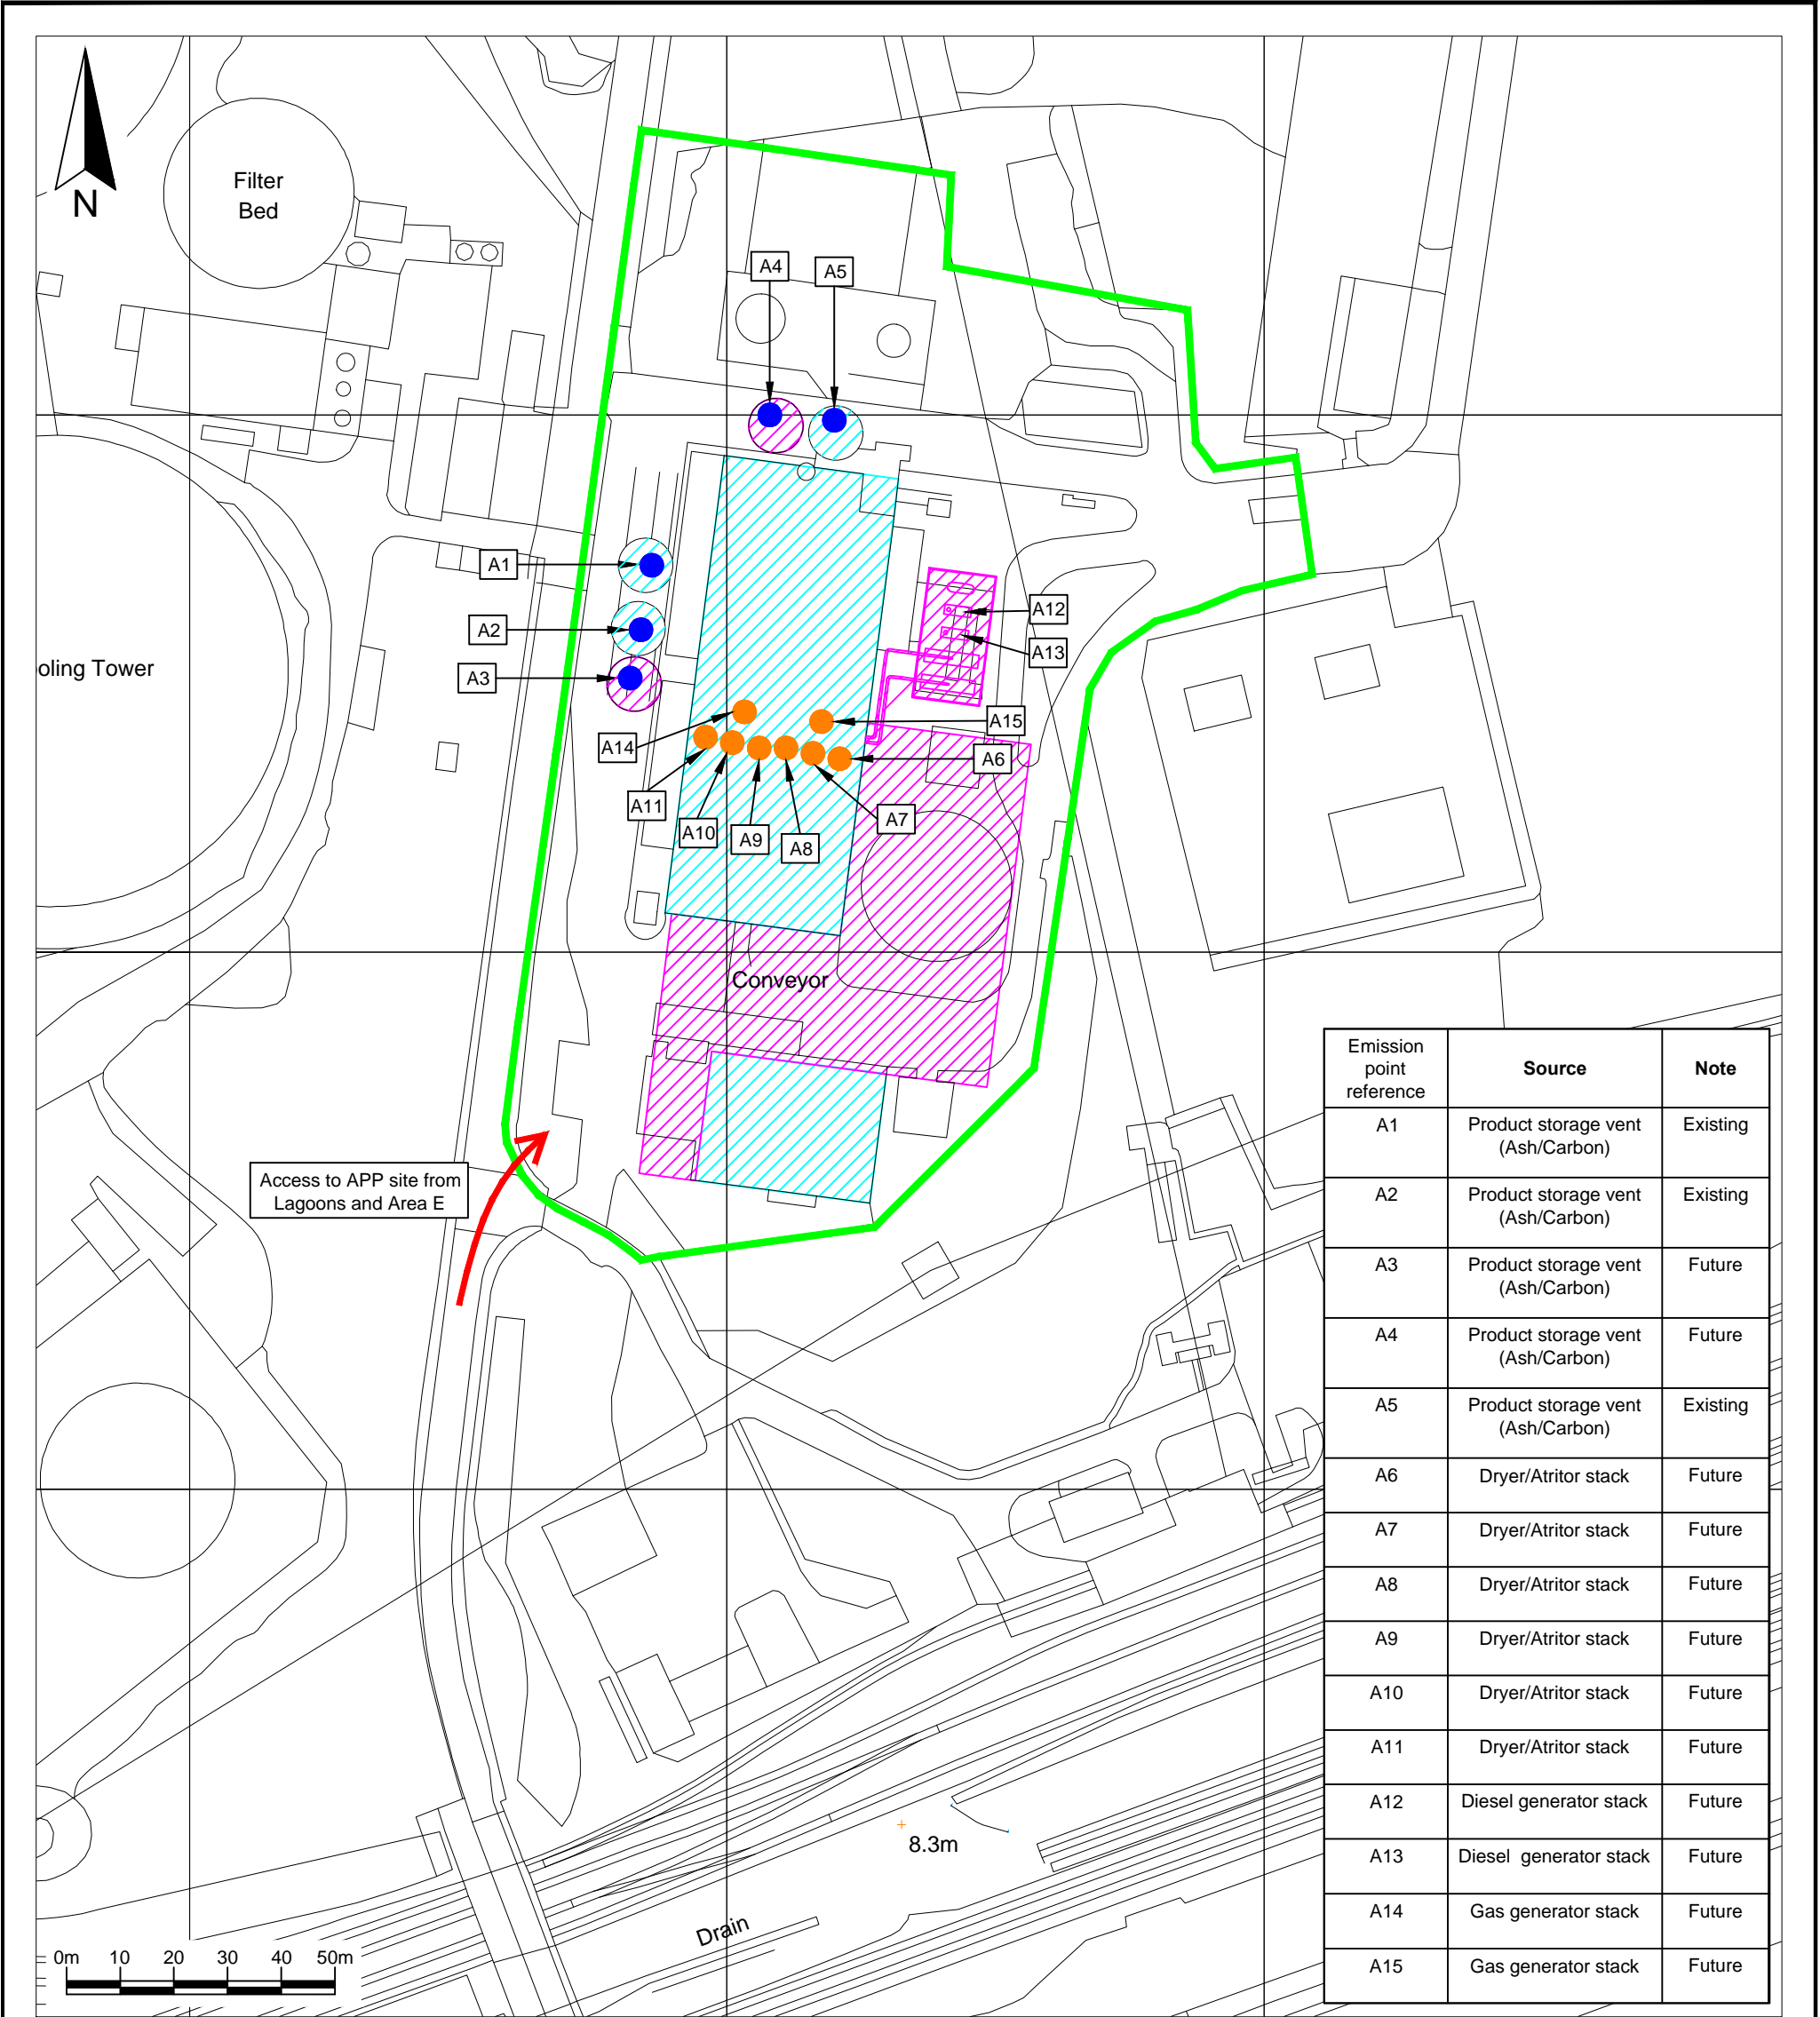 N
Filter
Bed
A4
A5
A1
A2
A3
oling Tower
A12
A13
A14
A15
A6
A11
A10
A9
A8
A7
Conveyor
Access to APP site from
Lagoons and Area E
Emission
point
reference
Source
Note
A1
Product storage vent
(Ash/Carbon)
Existing
A2
Product storage vent
(Ash/Carbon)
Existing
A3
Product storage vent
(Ash/Carbon)
Future
A4
Product storage vent
(Ash/Carbon)
Future
A5
Product storage vent
(Ash/Carbon)
Existing
A6 Dryer/Atritor stack Future
A7 Dryer/Atritor stack Future
A8 Dryer/Atritor stack Future
A9 Dryer/Atritor stack Future
A10 Dryer/Atritor stack Future
A11 Dryer/Atritor stack Future
A12 Diesel generator stack Future
A13 Diesel generator stack Future
A14 Gas generator stack Future
A15 Gas generator stack Future
8.3m
Drain
0m 10 20 30 40 50m